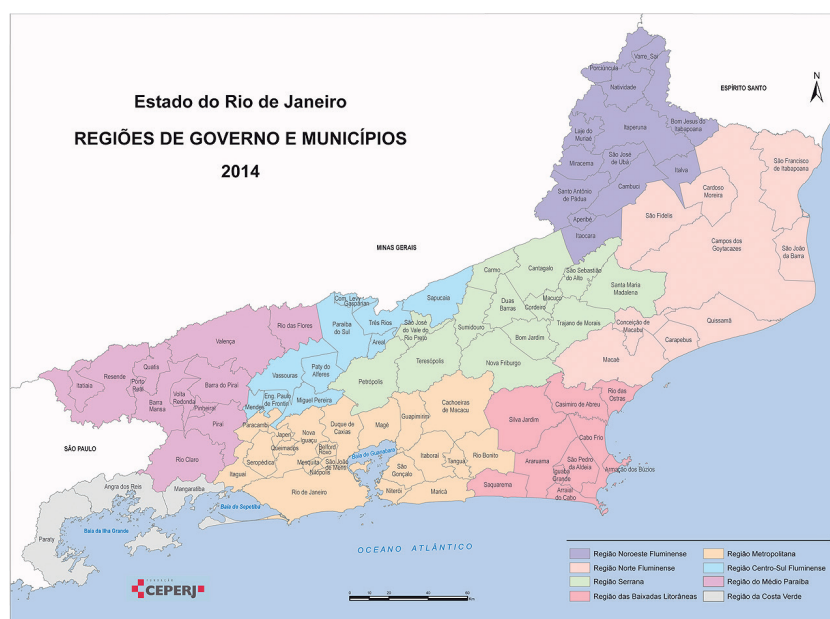 Estado do Rio de Janeiro
REGIÕES DE GOVERNO E MUNICÍPIOS
2014
ESPÍRITO SANTO
N
MINAS GERAIS
SÃO PAULO
Varre_Sai
Porciúncula
Natividade
Bom Jesus do
Itabapoana
Itaperuna
Laje do
Muriaé
São José
de Ubá
Miracema
Italva
Cambuci
Santo Antônio
de Pádua
Aperibé
Itaocara
São Francisco
de Itabapoana
Cardoso
Moreira
São Fidelis
Campos dos
Goytacazes
São João
da Barra
Quissamã
Conceição de
Macabu
Carapebus
Macaé
Carmo
Cantagalo
São Sebastião
do Alto
Santa Maria
Madalena
Macuco
Duas
Barras
Cordeiro
Trajano de Morais
Sumidouro
Bom Jardim
Nova Friburgo
São José
do Vale do
Rio Preto
Teresópolis
Petrópolis
Sapucaia
Com. Levy
Gasparian
Três Rios
Paraíba
do Sul
Areal
Paty do
Alferes
Vassouras
Eng. Paulo
de Frontin
Miguel Pereira
Mendes
Rio das Flores
Valença
Quatis
Resende
Itatiaia
Porto
Real
Barra do Piraí
Barra
Mansa
Volta
Redonda
Pinheiral
Piraí
Rio Claro
Paracambi
Japeri
Nova
Iguaçu
Duque de
Caxias
Magé
Guapimirim
Cachoeiras
de Macacu
Queimados
Belford
Roxo
Seropédica
Mesquita
São João
de Meriti
Nilópolis
Baía de Guanabara
Itaboraí
Tanguá
Rio Bonito
Itaguaí
São
Gonçalo
Rio de Janeiro
Niterói
Maricá
Silva Jardim
Casimiro de Abreu
Rio das
Ostras
Cabo Frio
Araruama
São Pedro
da Aldeia
Armação dos Búzios
Iguaba
Grande
Saquarema
Arraial
do Cabo
Angra dos Reis
Mangaratiba
Paraty
Baía da Ilha Grande
Baía de Sepetiba
OCEANO ATLÂNTICO
FUNDAÇÃO
CEPERJ
Região Noroeste Fluminense
Região Norte Fluminense
Região Serrana
Região das Baixadas Litorâneas
Região Metropolitana
Região Centro-Sul Fluminense
Região do Médio Paraíba
Região da Costa Verde